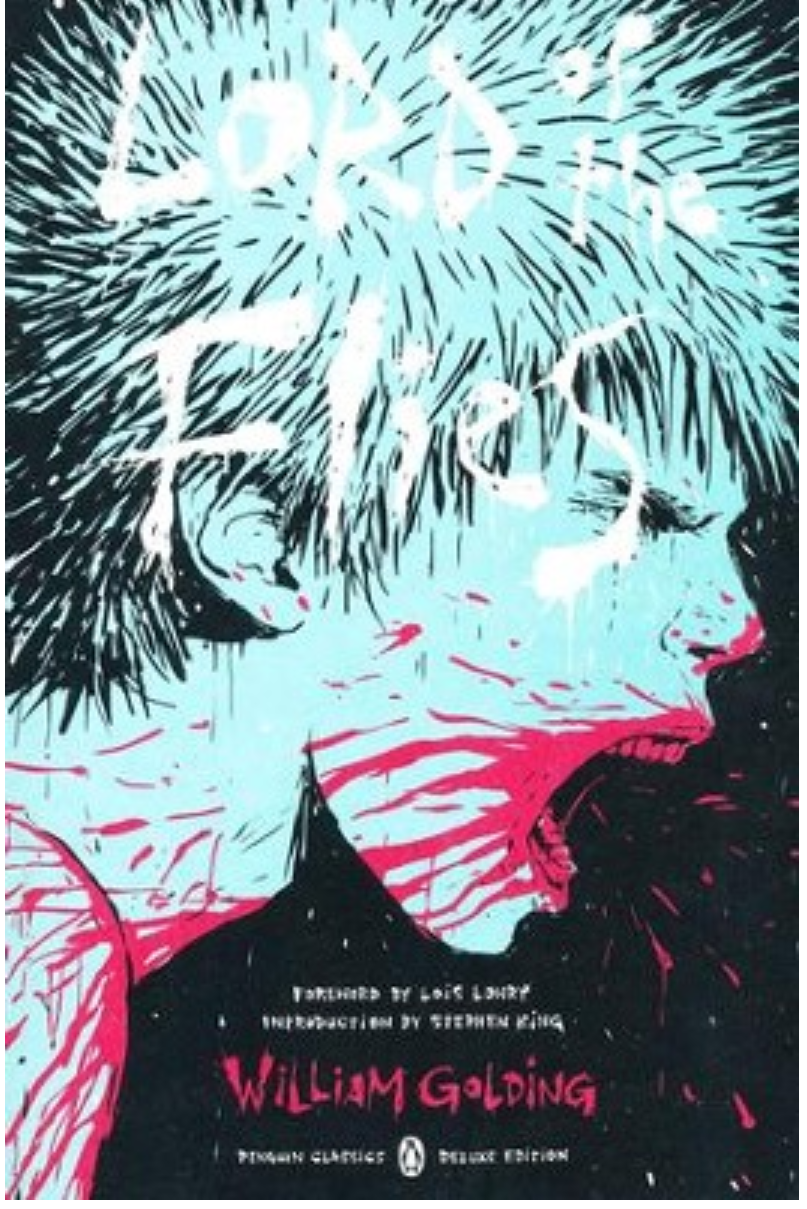 LORD of
the
Flies
FOREWORD BY LOIS LOWRY
INTRODUCTION BY STEPHEN KING
WILLIAM GOLDING
PENGUIN CLASSICS DELUXE EDITION